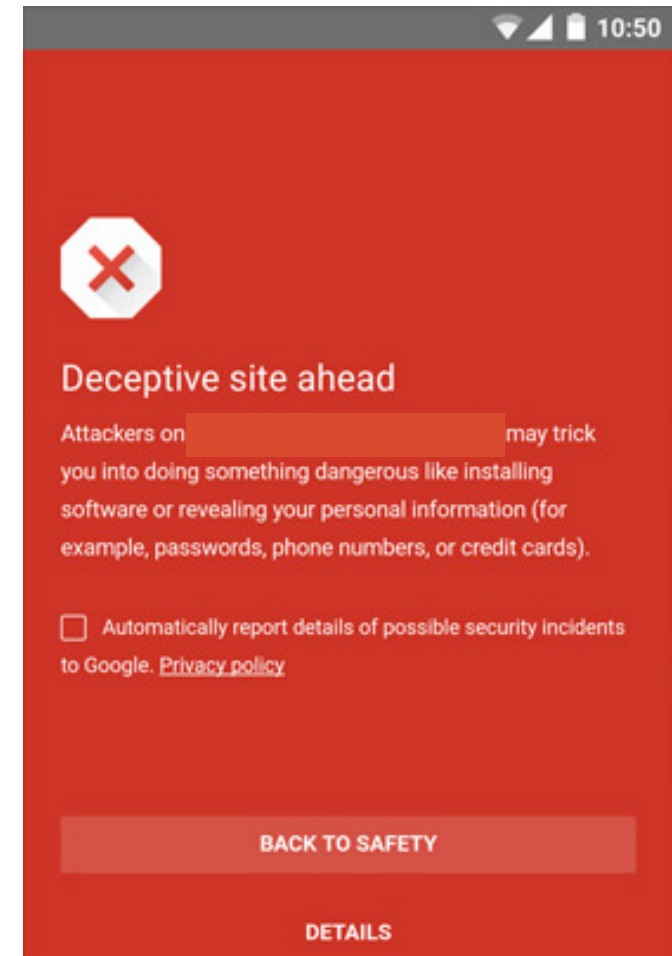 10:50
Deceptive site ahead
Attackers on may trick
you into doing something dangerous like installing
software or revealing your personal information (for
example, passwords, phone numbers, or credit cards).
Automatically report details of possible security incidents
to Google. Privacy policy
BACK TO SAFETY
DETAILS